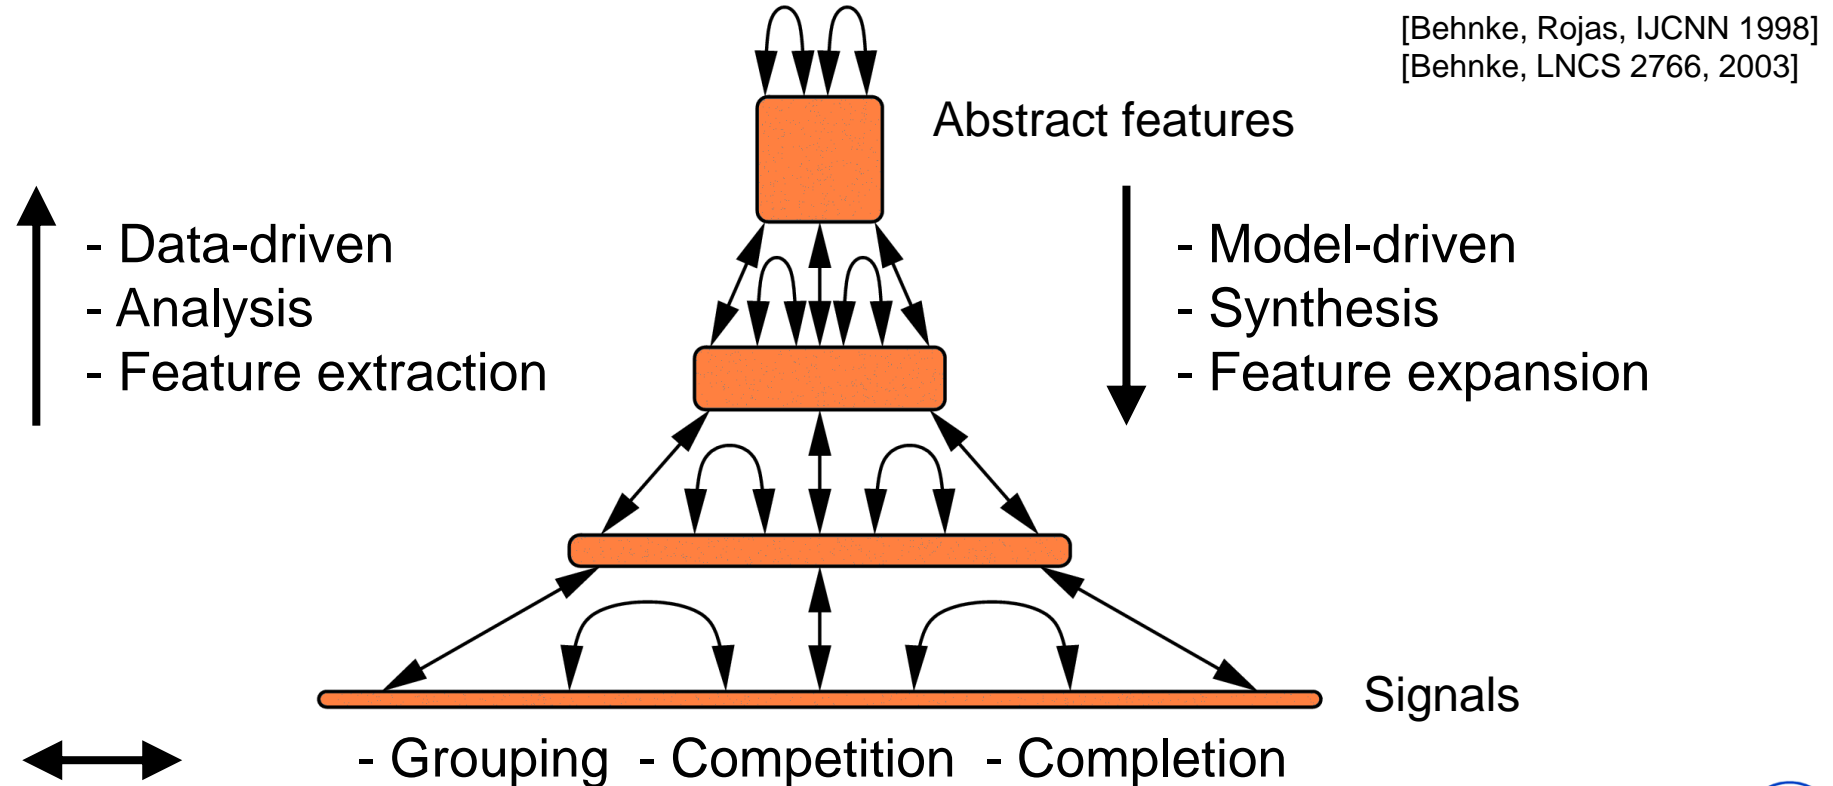 [Behnke, Rojas, IJCNN 1998]
[Behnke, LNCS 2766, 2003]
Abstract features
- Data-driven
- Analysis
- Feature extraction
- Model-driven
- Synthesis
- Feature expansion
Signals
- Grouping - Competition - Completion